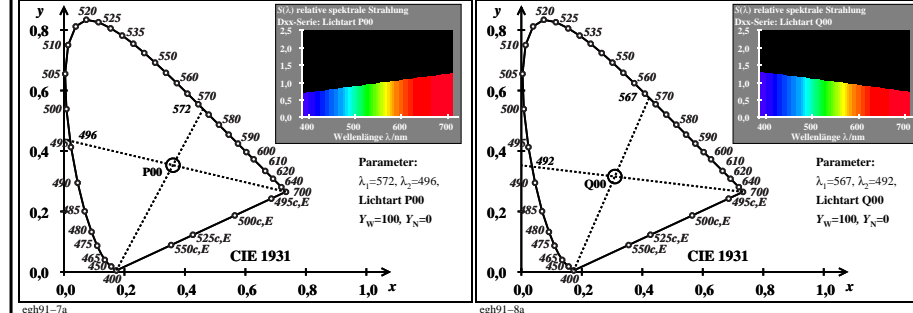 y
0,8
0,6
0,4
0,2
0,0
0,0 0,2 0,4 0,6 0,8 1,0
x
520
525
535
510
550
560
505
570
572
500
580
590
496
495
600
610
620
P00
640
490
700
495c,E
485
500c,E
480
525c,E
475
550c,E
465
450
400
CIE 1931
S(λ) relative spektrale Strahlung
Dxx-Serie: Lichtart P00
2,5
2,0
1,5
1,0
0,5
0,0
400 500 600 700
Wellenlänge λ/nm
Parameter:
λ1=572, λ2=496,
Lichtart P00
YW=100, YN=0
egh91-7a
y
0,8
0,6
0,4
0,2
0,0
0,0 0,2 0,4 0,6 0,8 1,0
x
520
525
535
510
550
560
505
567
570
500
580
590
495
492
600
610
620
Q00
640
490
700
495c,E
485
500c,E
480
525c,E
475
550c,E
465
450
400
CIE 1931
S(λ) relative spektrale Strahlung
Dxx-Serie: Lichtart Q00
2,5
2,0
1,5
1,0
0,5
0,0
400 500 600 700
Wellenlänge λ/nm
Parameter:
λ1=567, λ2=492,
Lichtart Q00
YW=100, YN=0
egh91-8a